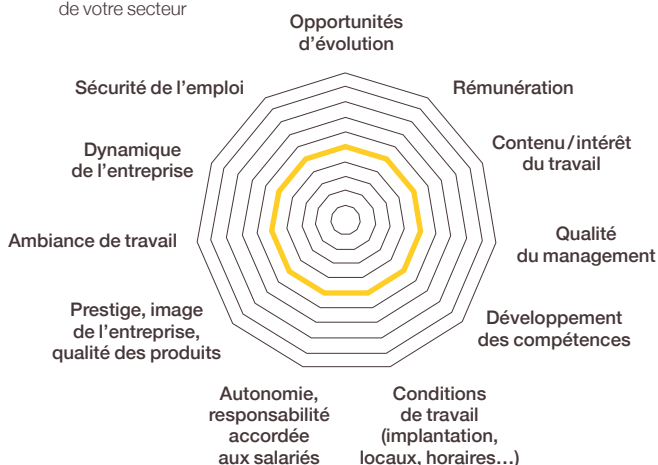 de votre secteur
Opportunités
d'évolution
Sécurité de l'emploi
Rémunération
Dynamique
de l'entreprise
Contenu/intérêt
du travail
Ambiance de travail
Qualité
du management
Prestige, image
de l'entreprise,
qualité des produits
Développement
des compétences
Autonomie,
responsabilité
accordée
aux salariés
Conditions
de travail
(implantation,
locaux, horaires…)